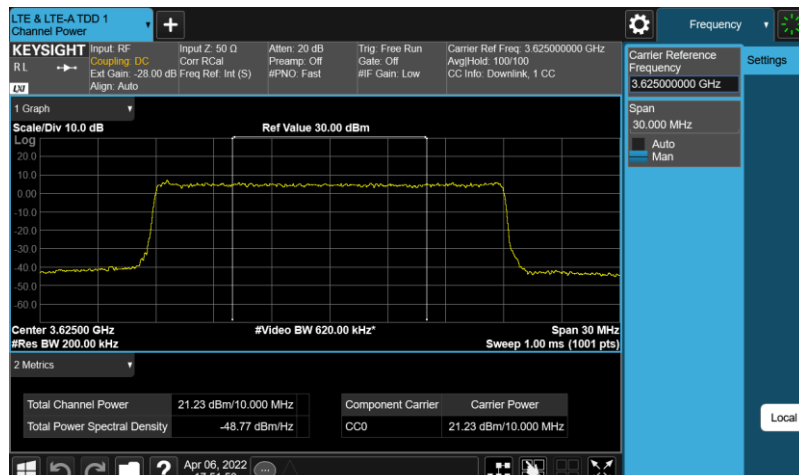 LTE & LTE-A TDD 1
Channel Power
Frequency
KEYSIGHT
RL
LXI
Input: RF
Coupling: DC
Ext Gain: -28.00 dB
Align: Auto
Input Z: 50 Ω
Corr RCal
Freq Ref: Int (S)
Atten: 20 dB
Preamp: Off
#PNO: Fast
Trig: Free Run
Gate: Off
#IF Gain: Low
Carrier Ref Freq: 3.625000000 GHz
Avg|Hold: 100/100
CC Info: Downlink, 1 CC
Carrier Reference
Frequency
3.625000000 GHz
Settings
Span
30.000 MHz
Auto
Man
1 Graph
Scale/Div 10.0 dB
Ref Value 30.00 dBm
Log
20.0
10.0
0.00
-10.0
-20.0
-30.0
-40.0
-50.0
-60.0
Center 3.62500 GHz
#Video BW 620.00 kHz*
Span 30 MHz
#Res BW 200.00 kHz
Sweep 1.00 ms (1001 pts)
2 Metrics
Total Channel Power 21.23 dBm/10.000 MHz
Total Power Spectral Density -48.77 dBm/Hz
Component Carrier Carrier Power
CC0 21.23 dBm/10.000 MHz
Local
?
Apr 06, 2022